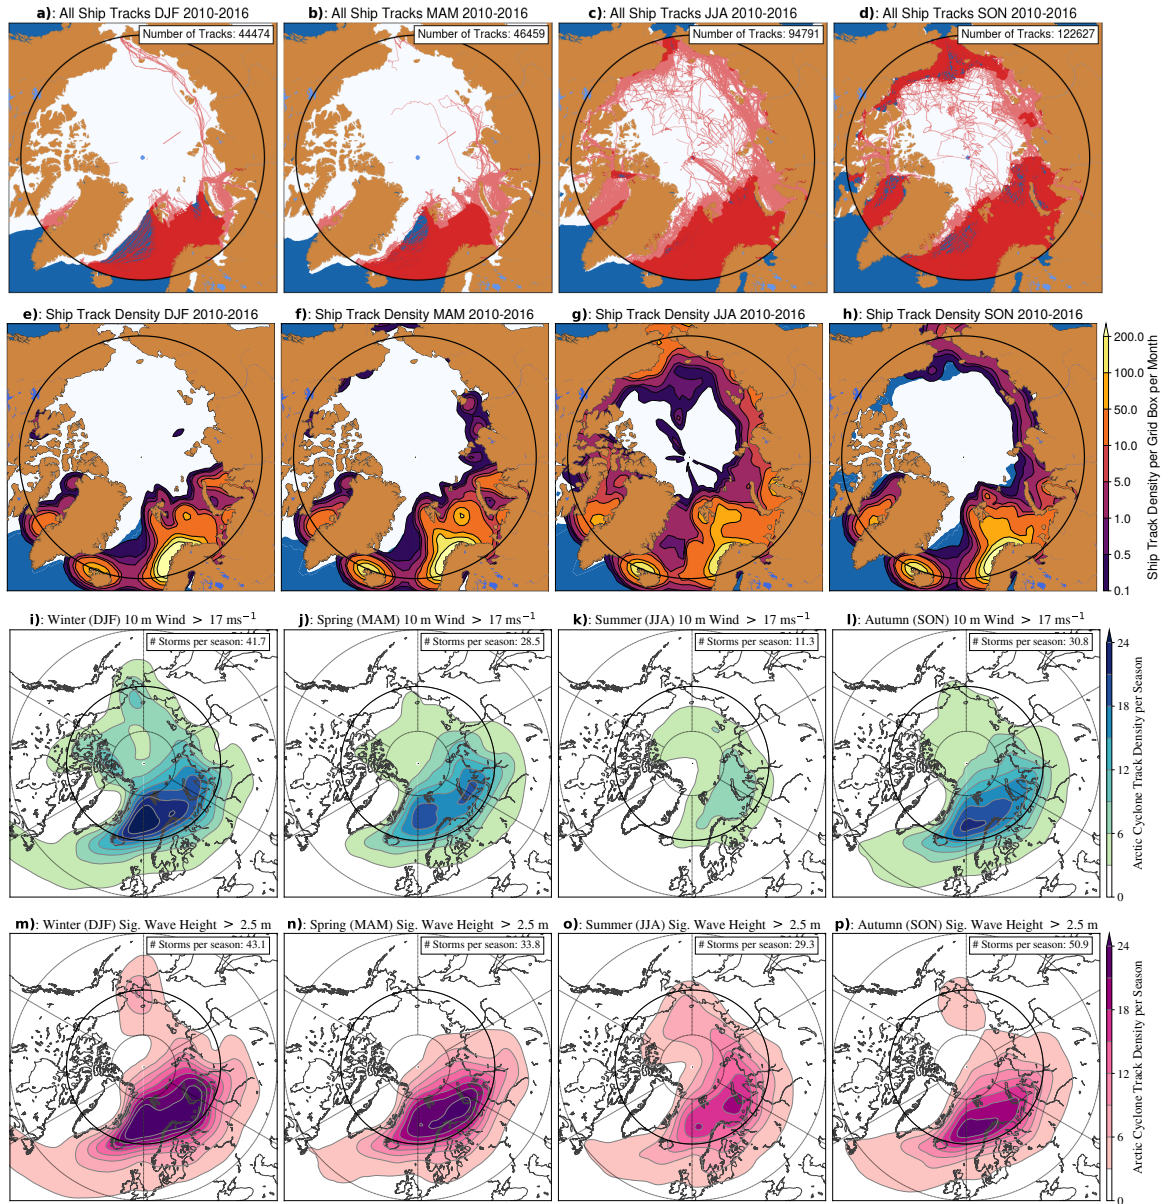 a): All Ship Tracks DJF 2010-2016
Number of Tracks: 44474
b): All Ship Tracks MAM 2010-2016
Number of Tracks: 46459
c): All Ship Tracks JJA 2010-2016
Number of Tracks: 94791
d): All Ship Tracks SON 2010-2016
Number of Tracks: 122627
e): Ship Track Density DJF 2010-2016
f): Ship Track Density MAM 2010-2016
g): Ship Track Density JJA 2010-2016
h): Ship Track Density SON 2010-2016
200.0
100.0
50.0
10.0
5.0
1.0
0.5
0.1
Ship Track Density per Grid Box per Month
i): Winter (DJF) 10 m Wind > 17 ms⁻¹
# Storms per season: 41.7
j): Spring (MAM) 10 m Wind > 17 ms⁻¹
# Storms per season: 28.5
k): Summer (JJA) 10 m Wind > 17 ms⁻¹
# Storms per season: 11.3
l): Autumn (SON) 10 m Wind > 17 ms⁻¹
# Storms per season: 30.8
24
18
12
6
0
Arctic Cyclone Track Density per Season
m): Winter (DJF) Sig. Wave Height > 2.5 m
# Storms per season: 43.1
n): Spring (MAM) Sig. Wave Height > 2.5 m
# Storms per season: 33.8
o): Summer (JJA) Sig. Wave Height > 2.5 m
# Storms per season: 29.3
p): Autumn (SON) Sig. Wave Height > 2.5 m
# Storms per season: 50.9
24
18
12
6
0
Arctic Cyclone Track Density per Season